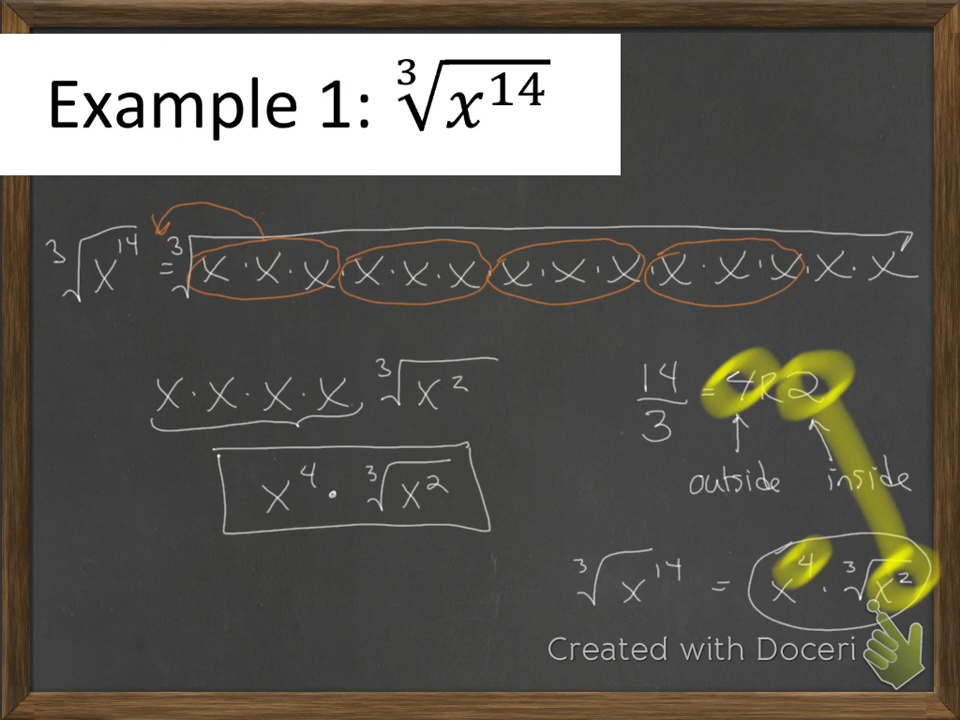 Example 1: ∛x¹⁴
∛x¹⁴ = ∛x · x · x · x · x · x · x · x · x · x · x · x · x · x
x · x · x · x ∛x²
x⁴ · ∛x²
14/3 = 4R2
outside inside
∛x¹⁴ = x⁴ · ∛x²
Created with Doceri